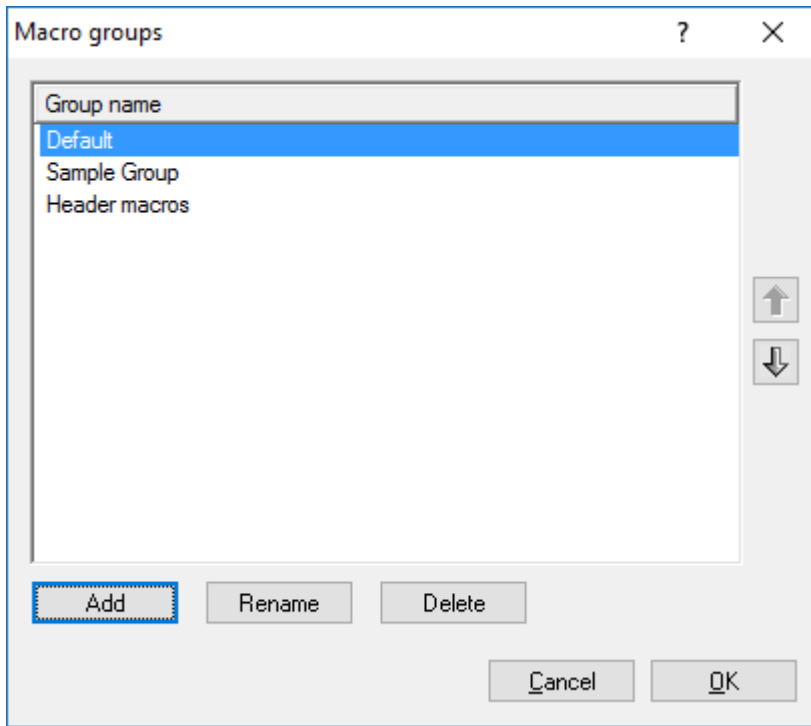 Macro groups ?
Group name
Default
Sample Group
Header macros
Add Rename Delete
Cancel OK